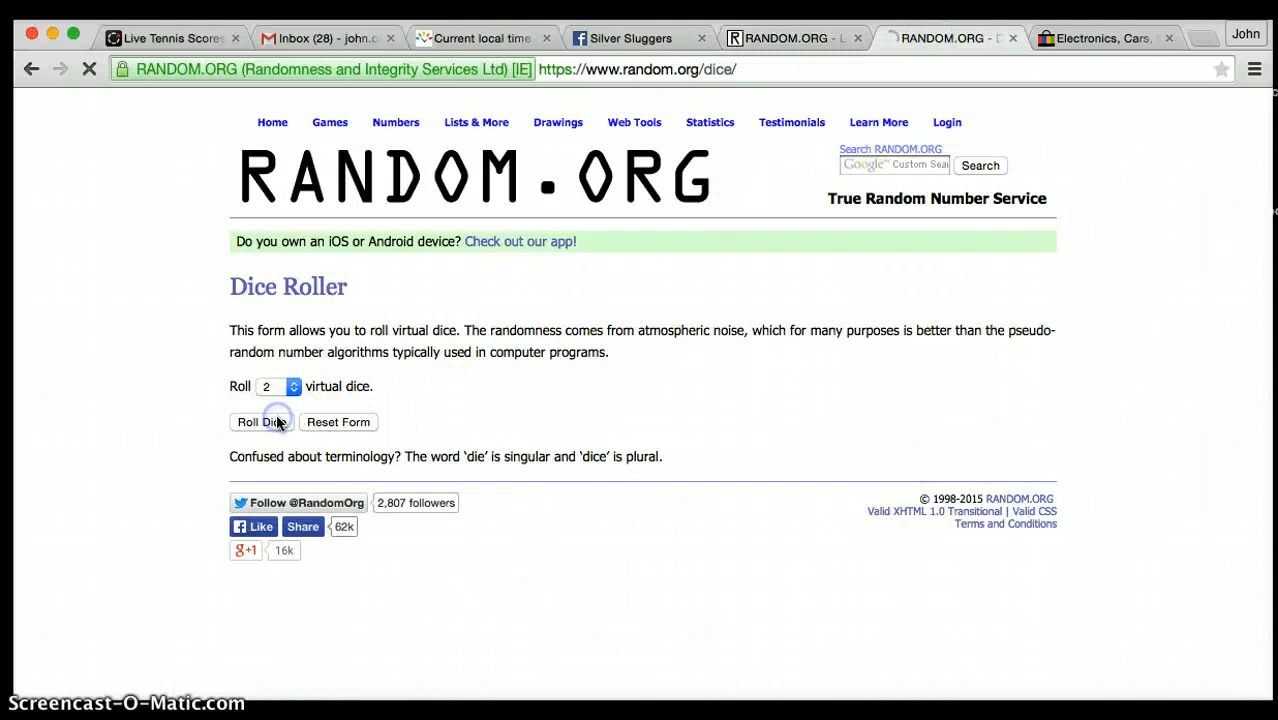 Live Tennis Scores
Inbox (28) - john.
Current local time
Silver Sluggers
RANDOM.ORG - L
RANDOM.ORG - D
Electronics, Cars,
John
RANDOM.ORG (Randomness and Integrity Services Ltd) [IE] https://www.random.org/dice/
Home Games Numbers Lists & More Drawings Web Tools Statistics Testimonials Learn More Login
RANDOM.ORG
Search RANDOM.ORG
Google™ Custom Sear Search
True Random Number Service
Do you own an iOS or Android device? Check out our app!
Dice Roller
This form allows you to roll virtual dice. The randomness comes from atmospheric noise, which for many purposes is better than the pseudo-
random number algorithms typically used in computer programs.
Roll 2 virtual dice.
Roll Dice Reset Form
Confused about terminology? The word ‘die’ is singular and ‘dice’ is plural.
Follow @RandomOrg 2,807 followers
Like Share 62k
g+1 16k
© 1998-2015 RANDOM.ORG
Valid XHTML 1.0 Transitional | Valid CSS
Terms and Conditions
Screencast-O-Matic.com